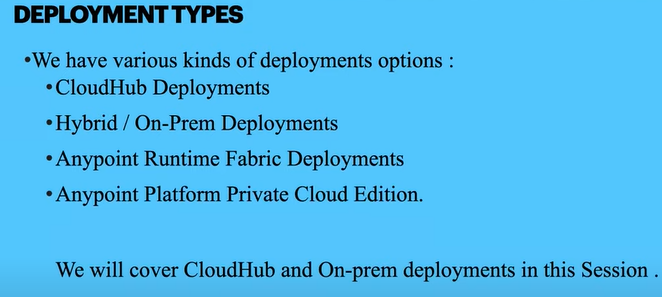 DEPLOYMENT TYPES
•We have various kinds of deployments options :
•CloudHub Deployments
•Hybrid / On-Prem Deployments
•Anypoint Runtime Fabric Deployments
•Anypoint Platform Private Cloud Edition.
We will cover CloudHub and On-prem deployments in this Session .